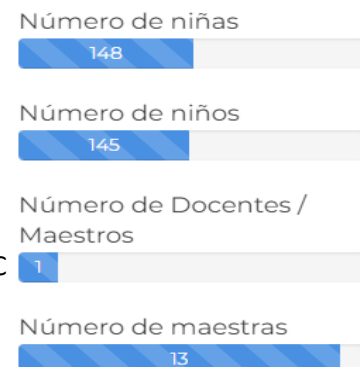 Número de niñas
148
Número de niños
145
Número de Docentes /
Maestros
C 1
Número de maestras
13